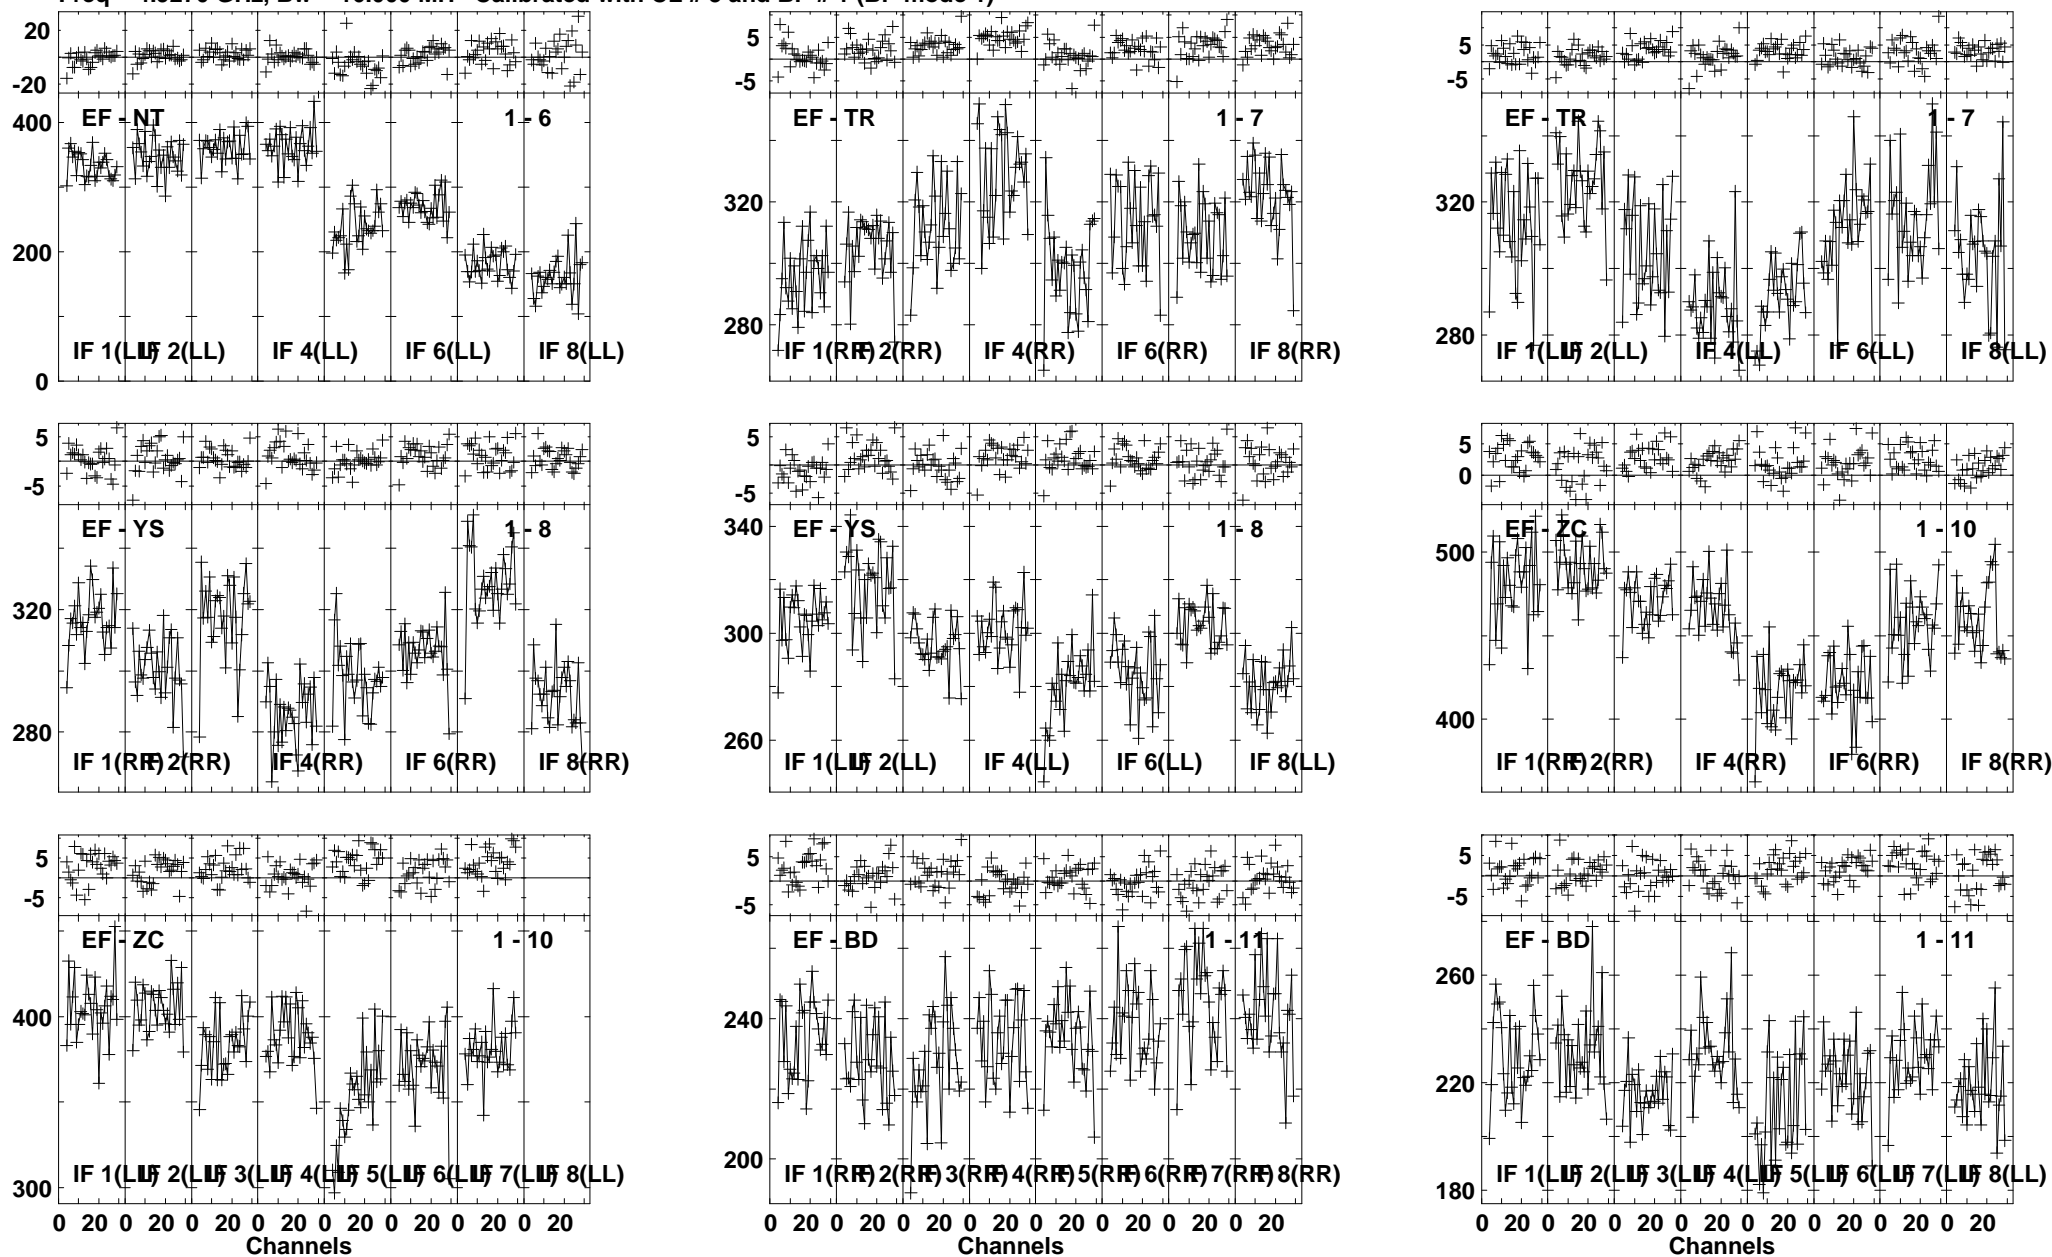 Calibrated with and (BP mode 1)
20
0
-20
400
200
0
EF - NT
1 - 6
IF 1(LL)
IF 2(LL)
IF 4(LL)
IF 6(LL)
IF 8(LL)
5
-5
320
280
EF - TR
1 - 7
IF 1(RR)
IF 2(RR)
IF 4(RR)
IF 6(RR)
IF 8(RR)
5
-5
320
280
EF - TR
1 - 7
IF 1(LL)
IF 2(LL)
IF 4(LL)
IF 6(LL)
IF 8(LL)
5
0
-5
320
280
EF - YS
1 - 8
IF 1(RR)
IF 2(RR)
IF 4(RR)
IF 6(RR)
IF 8(RR)
5
0
-5
340
300
260
EF - YS
1 - 8
IF 1(LL)
IF 2(LL)
IF 4(LL)
IF 6(LL)
IF 8(LL)
5
0
500
400
EF - ZC
1 - 10
IF 1(RR)
IF 2(RR)
IF 4(RR)
IF 6(RR)
IF 8(RR)
5
-5
400
300
EF - ZC
1 - 10
IF 1(LL)
IF 2(LL)
IF 3(LL)
IF 4(LL)
IF 5(LL)
IF 6(LL)
IF 7(LL)
IF 8(LL)
0 20 0 20 0 20 0 20 0 20 0 20 0 20 0 20
Channels
5
0
-5
240
200
EF - BD
1 - 11
IF 1(RR)
IF 2(RR)
IF 3(RR)
IF 4(RR)
IF 5(RR)
IF 6(RR)
IF 7(RR)
IF 8(RR)
0 20 0 20 0 20 0 20 0 20 0 20 0 20 0 20
Channels
5
-5
260
220
180
EF - BD
1 - 11
IF 1(LL)
IF 2(LL)
IF 3(LL)
IF 4(LL)
IF 5(LL)
IF 6(LL)
IF 7(LL)
IF 8(LL)
0 20 0 20 0 20 0 20 0 20 0 20 0 20 0 20
Channels